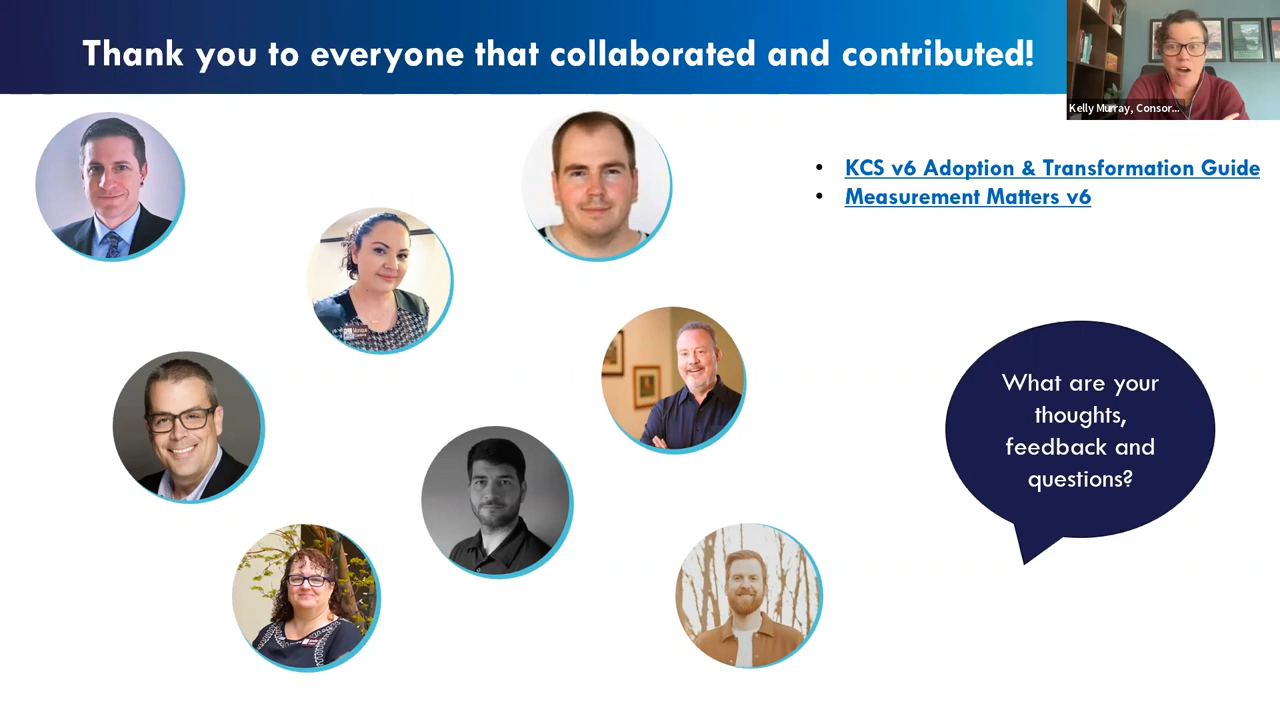 Thank you to everyone that collaborated and contributed!
Kelly Murray, Consor...
• KCS v6 Adoption & Transformation Guide
• Measurement Matters v6
What are your
thoughts,
feedback and
questions?